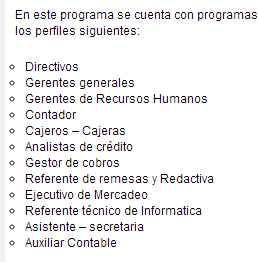 En este programa se cuenta con programas
los perfiles siguientes:
Directivos
Gerentes generales
Gerentes de Recursos Humanos
Contador
Cajeros – Cajeras
Analistas de crédito
Gestor de cobros
Referente de remesas y Redactiva
Ejecutivo de Mercadeo
Referente técnico de Informatica
Asistente – secretaria
Auxiliar Contable